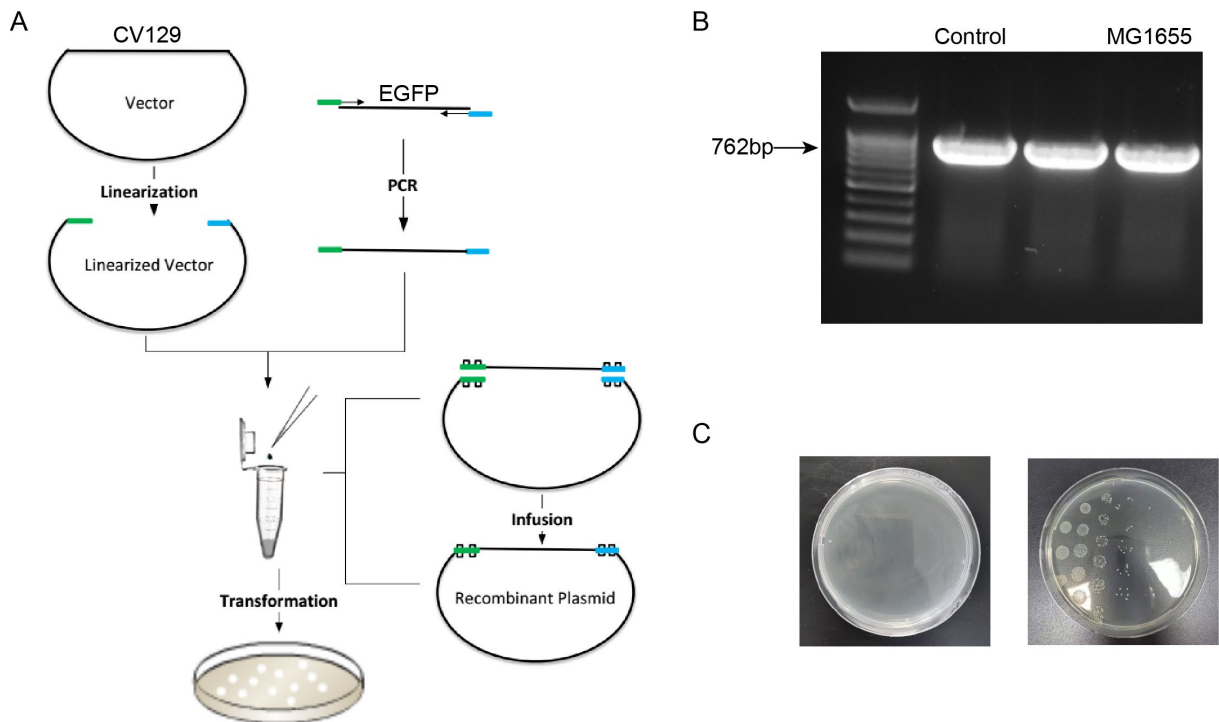 A
CV129
Vector
EGFP
Linearization
PCR
Linearized Vector
Infusion
Transformation
Recombinant Plasmid
B
Control
MG1655
762bp
C